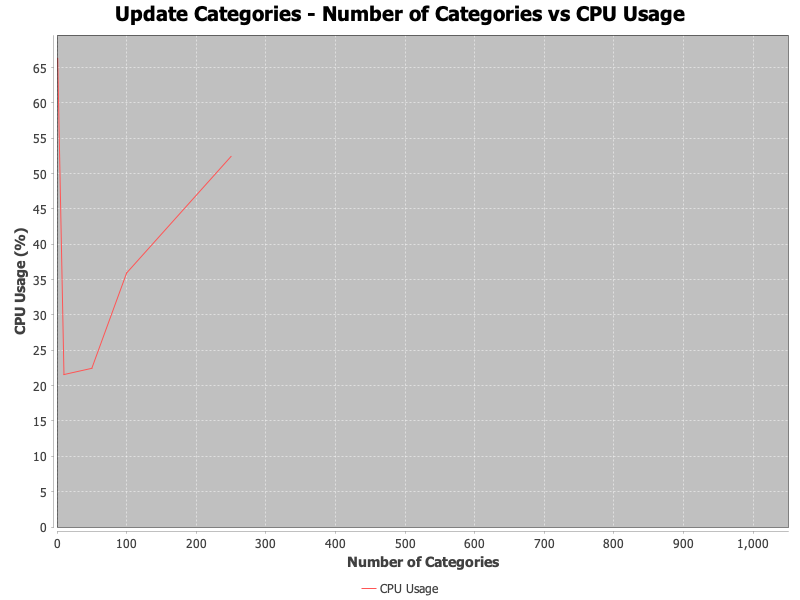 Update Categories - Number of Categories vs CPU Usage
CPU Usage (%)
65
60
55
50
45
40
35
30
25
20
15
10
5
0
0 100 200 300 400 500 600 700 800 900 1,000
Number of Categories
CPU Usage